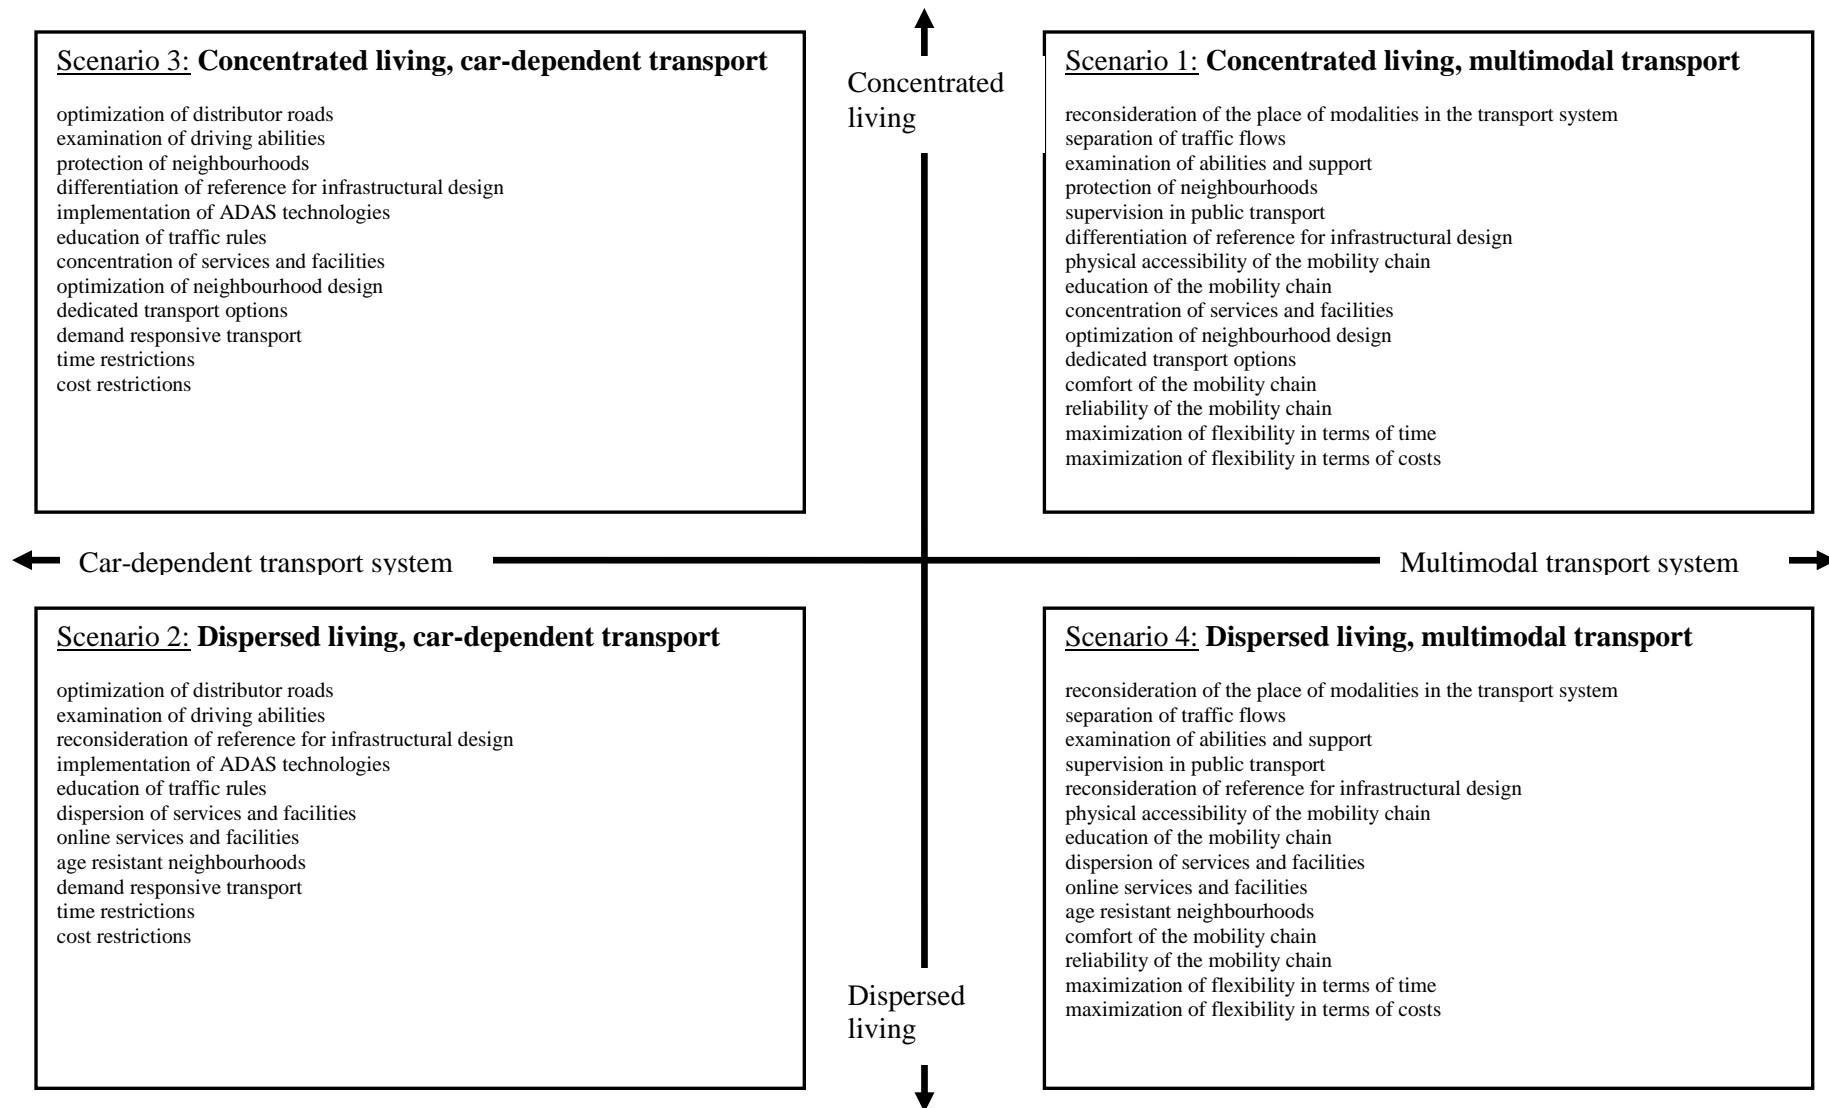 Scenario 3: Concentrated living, car-dependent transport
optimization of distributor roads
examination of driving abilities
protection of neighbourhoods
differentiation of reference for infrastructural design
implementation of ADAS technologies
education of traffic rules
concentration of services and facilities
optimization of neighbourhood design
dedicated transport options
demand responsive transport
time restrictions
cost restrictions
Concentrated
living
Scenario 1: Concentrated living, multimodal transport
reconsideration of the place of modalities in the transport system
separation of traffic flows
examination of abilities and support
protection of neighbourhoods
supervision in public transport
differentiation of reference for infrastructural design
physical accessibility of the mobility chain
education of the mobility chain
concentration of services and facilities
optimization of neighbourhood design
dedicated transport options
comfort of the mobility chain
reliability of the mobility chain
maximization of flexibility in terms of time
maximization of flexibility in terms of costs
Car-dependent transport system
Multimodal transport system
Scenario 2: Dispersed living, car-dependent transport
optimization of distributor roads
examination of driving abilities
reconsideration of reference for infrastructural design
implementation of ADAS technologies
education of traffic rules
dispersion of services and facilities
online services and facilities
age resistant neighbourhoods
demand responsive transport
time restrictions
cost restrictions
Dispersed
living
Scenario 4: Dispersed living, multimodal transport
reconsideration of the place of modalities in the transport system
separation of traffic flows
examination of abilities and support
supervision in public transport
reconsideration of reference for infrastructural design
physical accessibility of the mobility chain
education of the mobility chain
dispersion of services and facilities
online services and facilities
age resistant neighbourhoods
comfort of the mobility chain
reliability of the mobility chain
maximization of flexibility in terms of time
maximization of flexibility in terms of costs